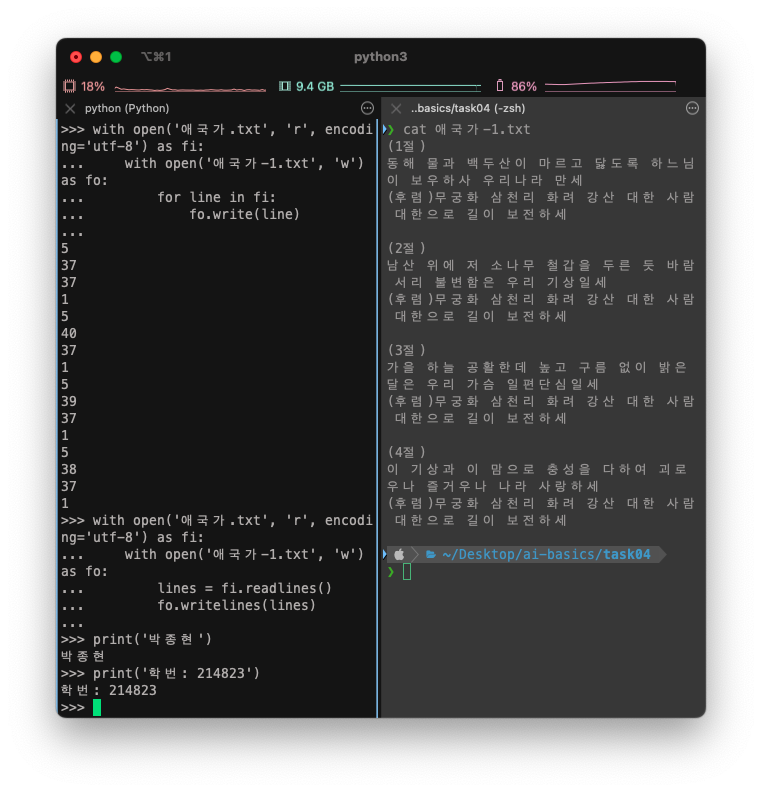 ⌥⌘1
python3
18%
9.4 GB
86%
python (Python)
..basics/task04 (-zsh)
>>> with open('애국가.txt', 'r', encodi
ng='utf-8') as fi:
...     with open('애국가-1.txt', 'w')
as fo:
...         for line in fi:
...             fo.write(line)
...
5
37
37
1
5
40
37
1
5
39
37
1
5
38
37
1
>>> with open('애국가.txt', 'r', encodi
ng='utf-8') as fi:
...     with open('애국가-1.txt', 'w')
as fo:
...         lines = fi.readlines()
...         fo.writelines(lines)
...
>>> print('박종현')
박종현
>>> print('학번: 214823')
학번: 214823
>>>
❯ cat 애국가-1.txt
(1절)
동해 물과 백두산이 마르고 닳도록 하느님
이 보우하사 우리나라 만세
(후렴)무궁화 삼천리 화려 강산 대한 사람
대한으로 길이 보전하세
(2절)
남산 위에 저 소나무 철갑을 두른 듯 바람
서리 불변함은 우리 기상일세
(후렴)무궁화 삼천리 화려 강산 대한 사람
대한으로 길이 보전하세
(3절)
가을 하늘 공활한데 높고 구름 없이 밝은
달은 우리 가슴 일편단심일세
(후렴)무궁화 삼천리 화려 강산 대한 사람
대한으로 길이 보전하세
(4절)
이 기상과 이 맘으로 충성을 다하여 괴로
우나 즐거우나 나라 사랑하세
(후렴)무궁화 삼천리 화려 강산 대한 사람
대한으로 길이 보전하세
~/Desktop/ai-basics/task04
❯